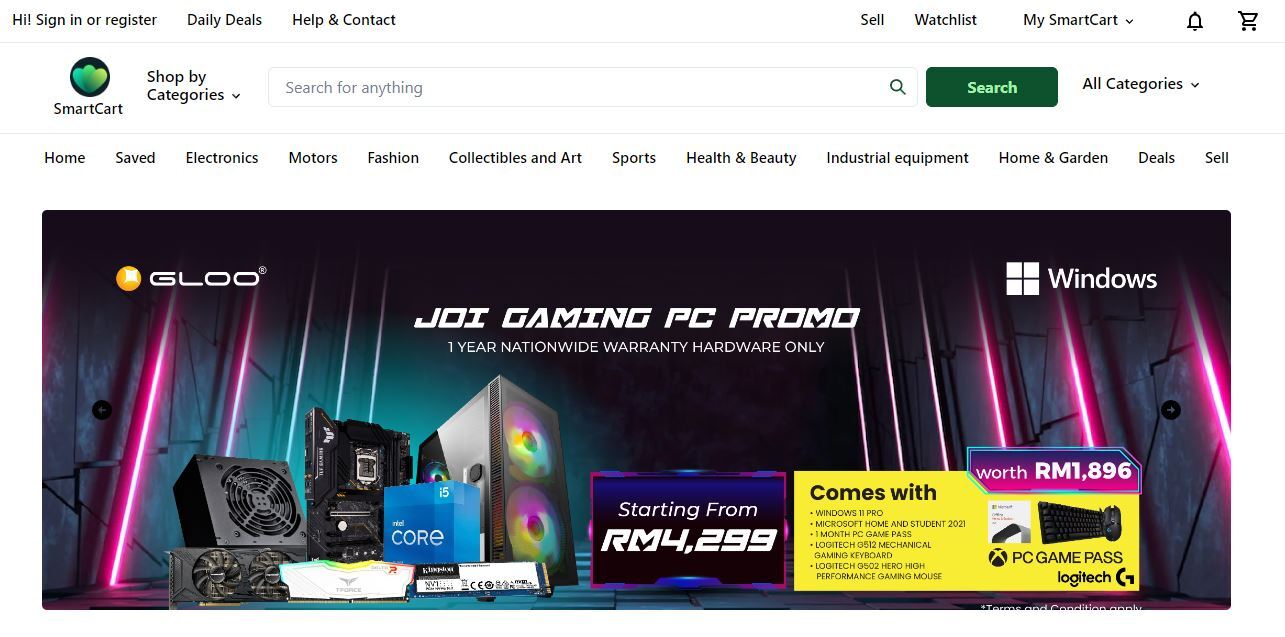 Hi! Sign in or register
Daily Deals
Help & Contact
Sell
Watchlist
My SmartCart
SmartCart
Shop by
Categories
Search for anything
Search
All Categories
Home
Saved
Electronics
Motors
Fashion
Collectibles and Art
Sports
Health & Beauty
Industrial equipment
Home & Garden
Deals
Sell
GLOO®
Windows
JOI GAMING PC PROMO
1 YEAR NATIONWIDE WARRANTY HARDWARE ONLY
i5
intel
CORE
DELTA R
T-FORCE
Kingston
NV1
Starting From
RM4,299
worth RM1,896
Comes with
• WINDOWS 11 PRO
• MICROSOFT HOME AND STUDENT 2021
• 1 MONTH PC GAME PASS
• LOGITECH G512 MECHANICAL
GAMING KEYBOARD
• LOGITECH G502 HERO HIGH
PERFORMANCE GAMING MOUSE
Microsoft
PC GAME PASS
logitech G
*Terms and Condition apply